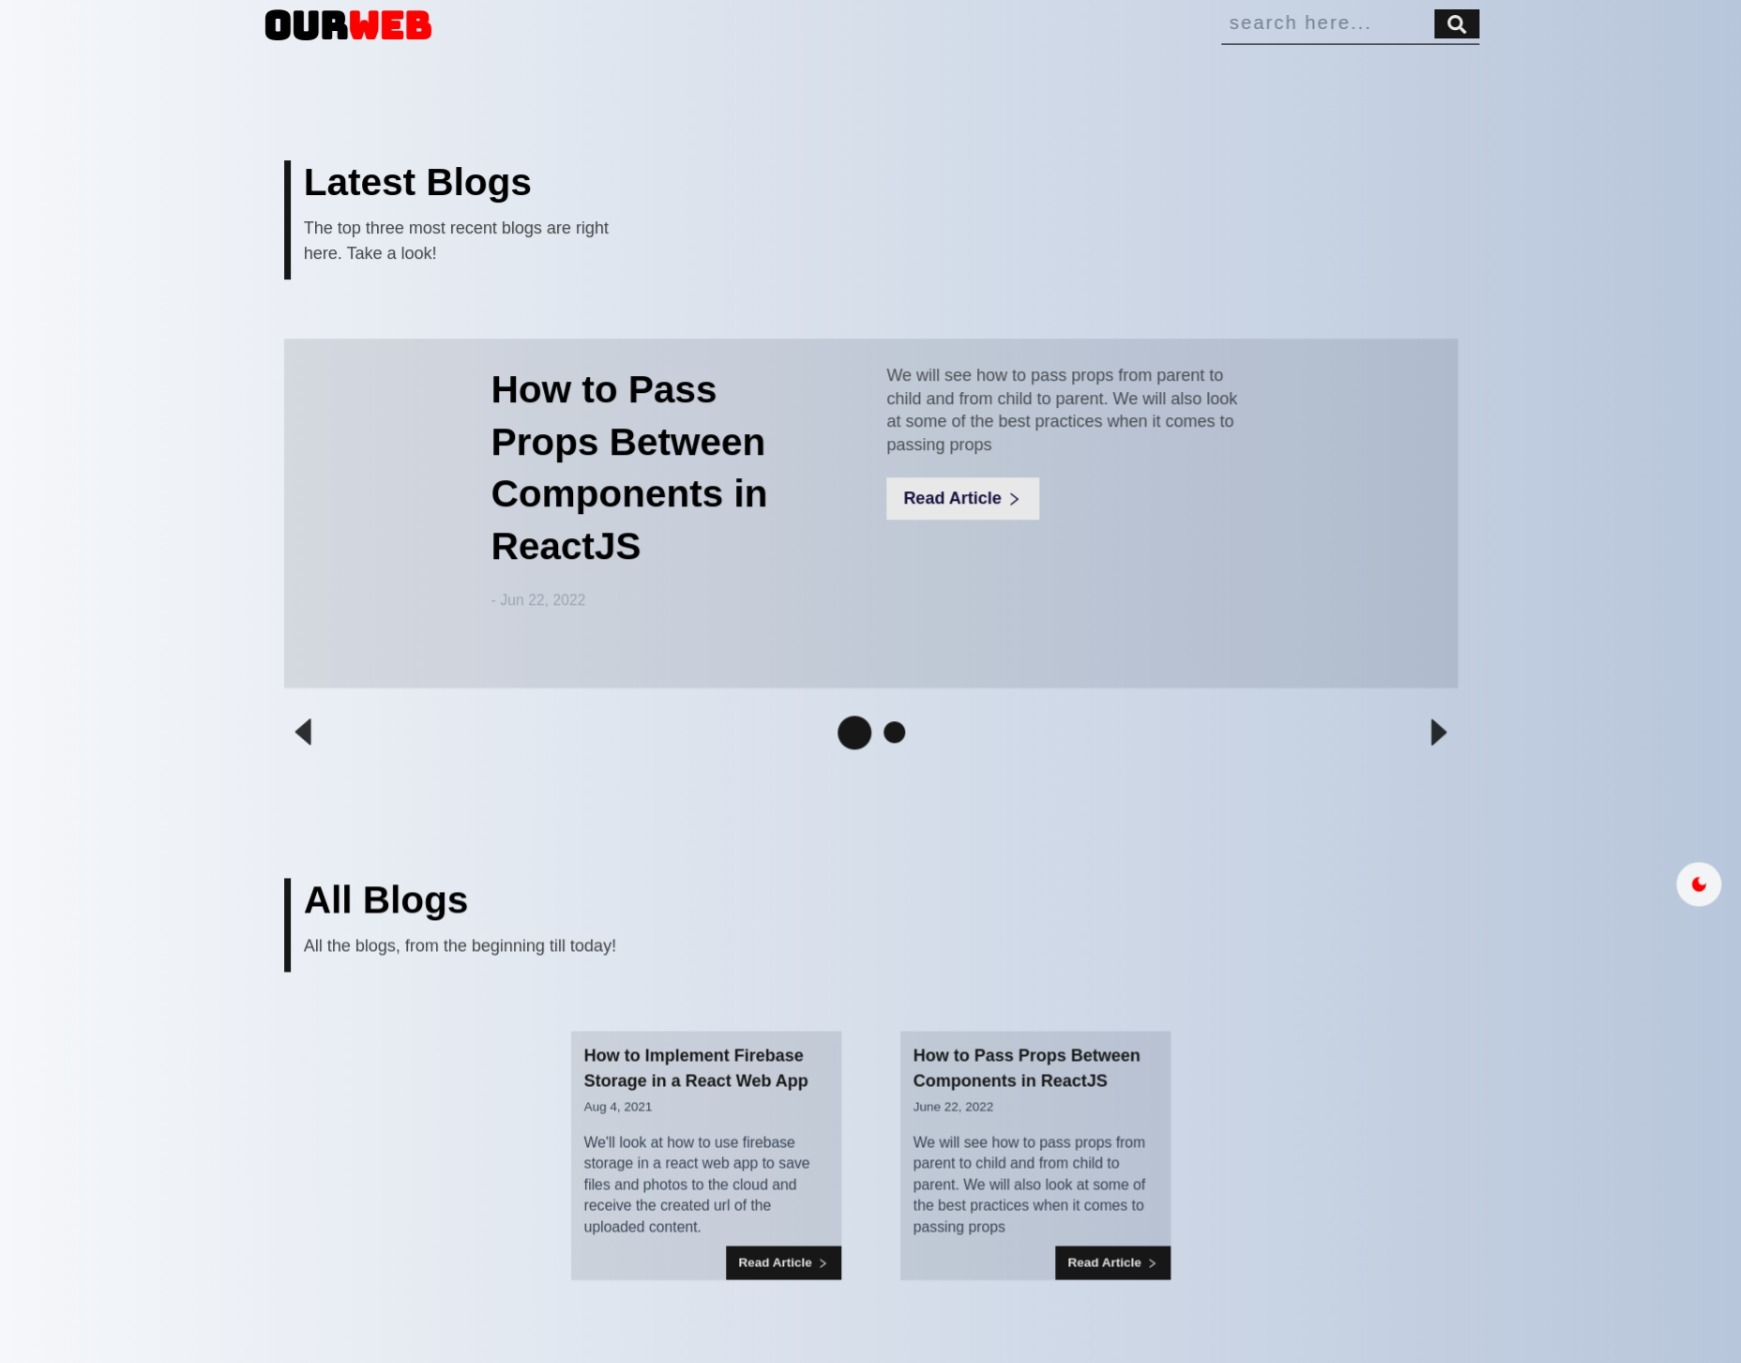 OURWEB
search here...
Latest Blogs
The top three most recent blogs are right
here. Take a look!
How to Pass
Props Between
Components in
ReactJS
- Jun 22, 2022
We will see how to pass props from parent to
child and from child to parent. We will also look
at some of the best practices when it comes to
passing props
Read Article
All Blogs
All the blogs, from the beginning till today!
How to Implement Firebase
Storage in a React Web App
Aug 4, 2021
We'll look at how to use firebase
storage in a react web app to save
files and photos to the cloud and
receive the created url of the
uploaded content.
Read Article
How to Pass Props Between
Components in ReactJS
June 22, 2022
We will see how to pass props from
parent to child and from child to
parent. We will also look at some of
the best practices when it comes to
passing props
Read Article